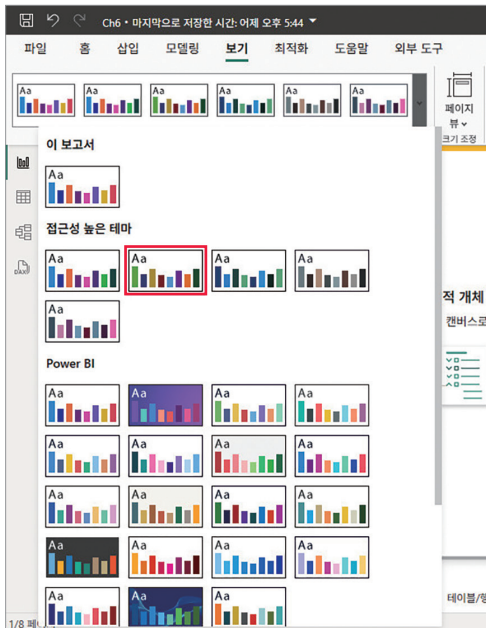 Ch6 • 마지막으로 저장한 시간: 어제 오후 5:44
파일 홈 삽입 모델링 보기 최적화 도움말 외부 도구
Aa Aa Aa Aa Aa Aa
페이지
뷰
크기 조정
이 보고서
Aa
접근성 높은 테마
Aa Aa Aa Aa
Aa
적 개체
캔버스로
Power BI
Aa Aa Aa Aa
Aa Aa Aa Aa
Aa Aa Aa Aa
Aa Aa Aa Aa
Aa Aa Aa
DAX
테이블/행
1/8